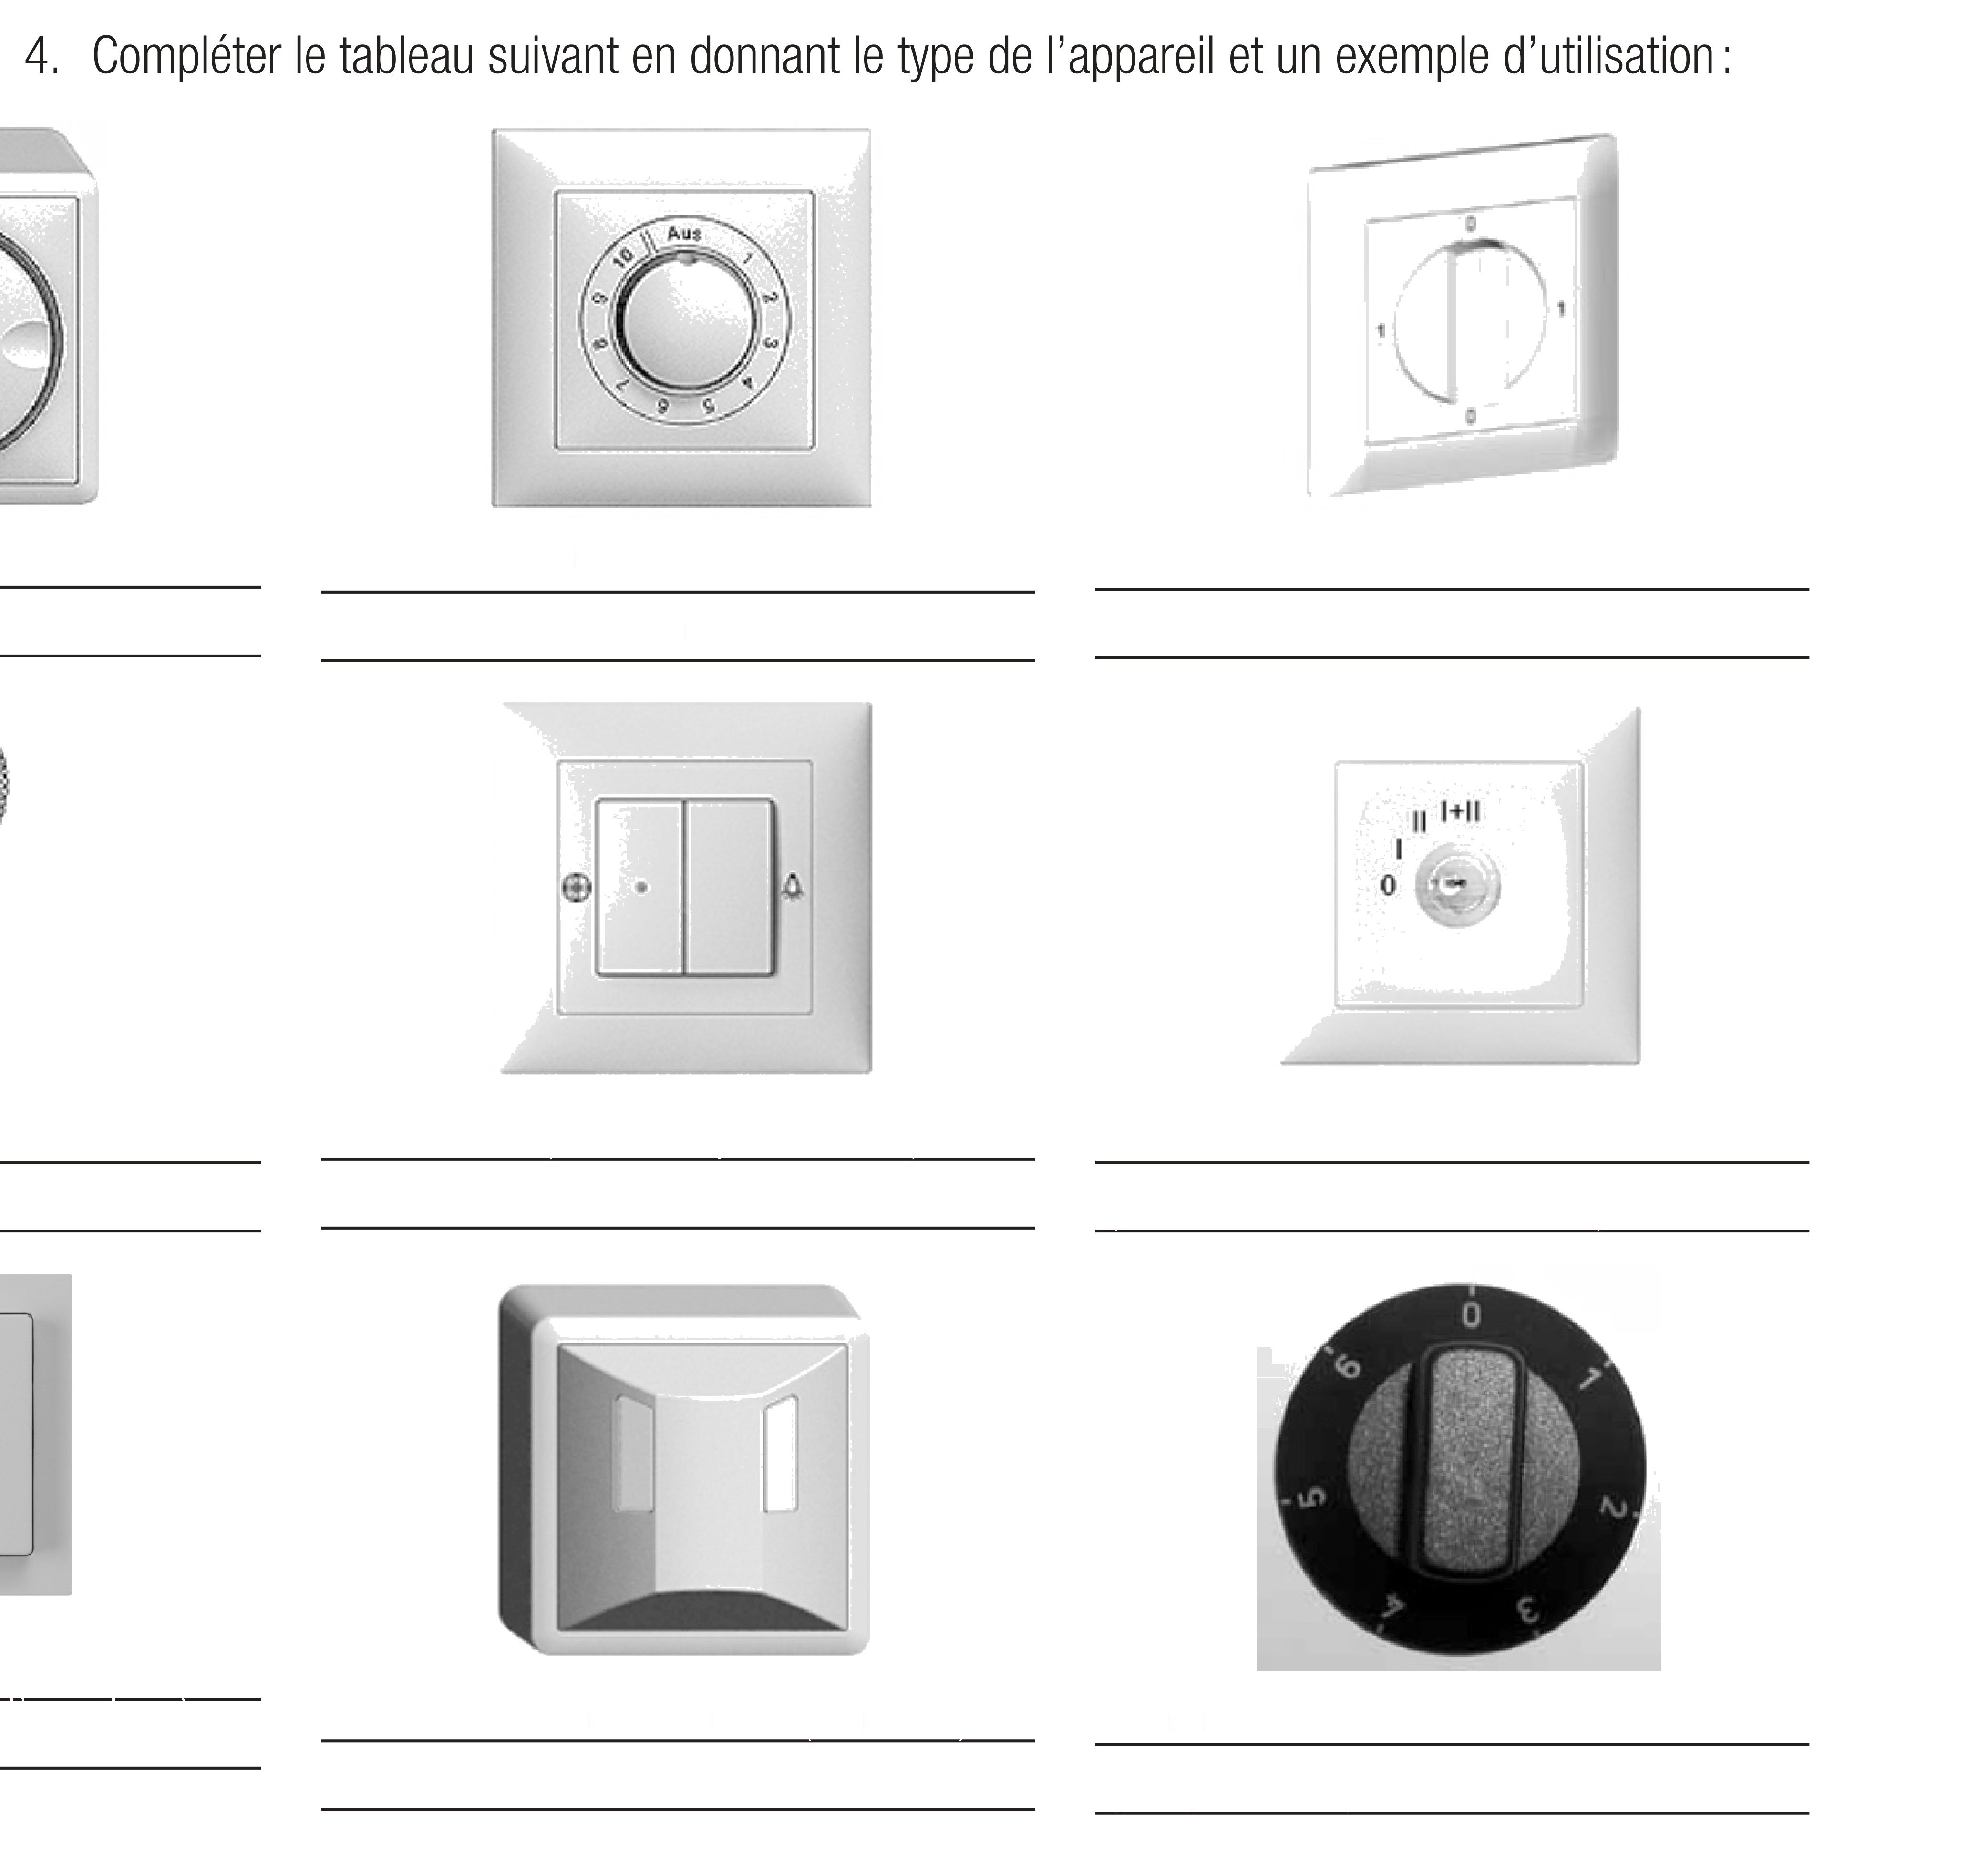 4. Compléter le tableau suivant en donnant le type de l'appareil et un exemple d'utilisation :
Aus
10 1
9 2
8 3
7 4
6 5
0
1 1
0
I+II
II
I
0
0
6 1
5 2
4 3